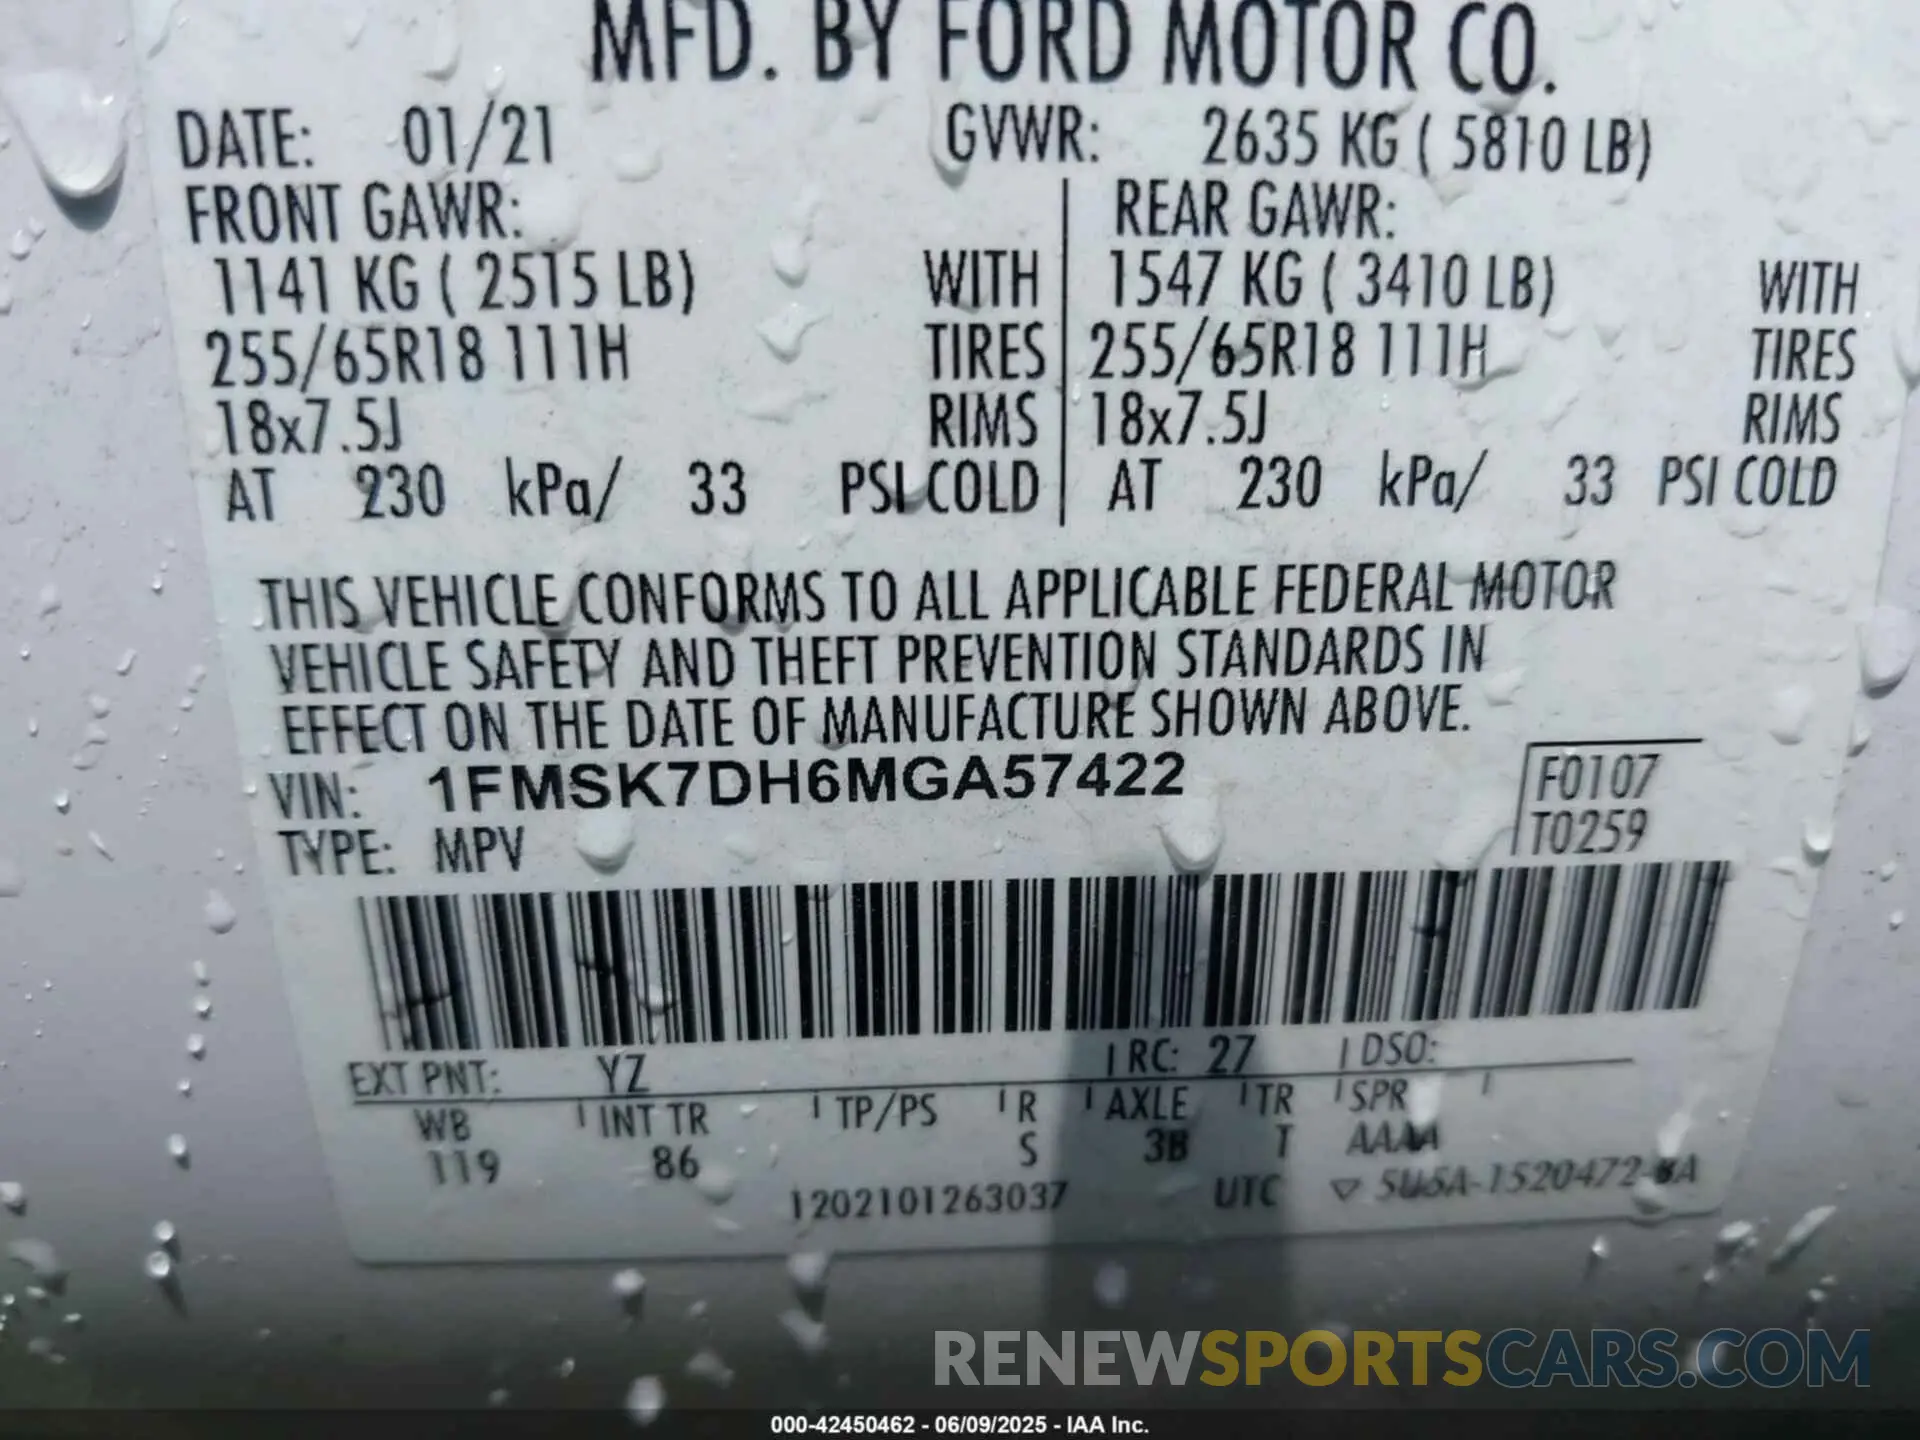 MFD. BY FORD MOTOR CO.
DATE: 01/21 GVWR: 2635 KG ( 5810 LB)
FRONT GAWR: REAR GAWR:
1141 KG ( 2515 LB) WITH 1547 KG ( 3410 LB) WITH
255/65R18 111H TIRES 255/65R18 111H TIRES
18x7.5J RIMS 18x7.5J RIMS
AT 230 kPa/ 33 PSI COLD AT 230 kPa/ 33 PSI COLD
THIS VEHICLE CONFORMS TO ALL APPLICABLE FEDERAL MOTOR
VEHICLE SAFETY AND THEFT PREVENTION STANDARDS IN
EFFECT ON THE DATE OF MANUFACTURE SHOWN ABOVE.
VIN: 1FMSK7DH6MGA57422 F0107
TYPE: MPV T0259
EXT PNT: YZ RC: 27 DSO:
WB INT TR TP/PS R AXLE TR SPR
119 86 S 3B T AAAA
1202101263037 UTC
RENEWSPORTSCARS.COM
000-42450462 - 06/09/2025 - IAA Inc.